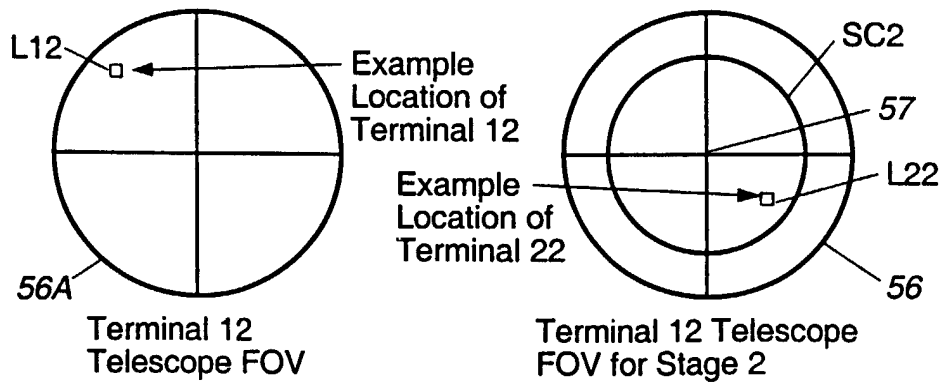 L12
Example
Location of
Terminal 12
56A
Terminal 12
Telescope FOV
SC2
57
Example
Location of
Terminal 22
L22
56
Terminal 12 Telescope
FOV for Stage 2